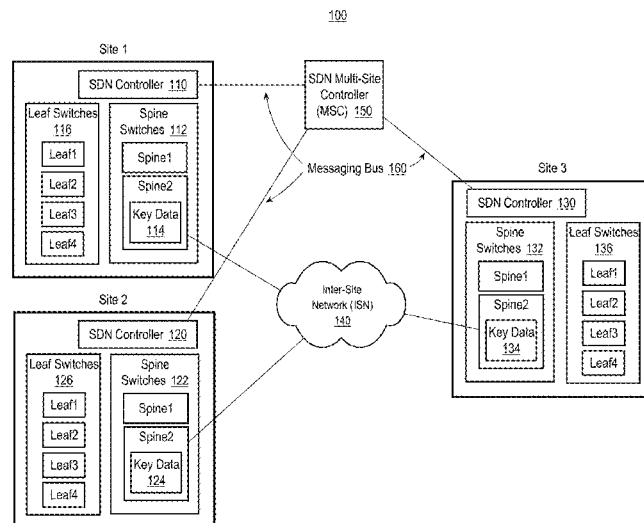 100
Site 1
SDN Controller 110
Leaf Switches
116
Leaf1
Leaf2
Leaf3
Leaf4
Spine
Switches 112
Spine1
Spine2
Key Data
114
SDN Multi-Site
Controller
(MSC) 150
Messaging Bus 160
Site 3
SDN Controller 130
Spine
Switches 132
Spine1
Spine2
Key Data
134
Leaf Switches
136
Leaf1
Leaf2
Leaf3
Leaf4
Inter-Site
Network (ISN)
140
Site 2
SDN Controller 120
Leaf Switches
126
Leaf1
Leaf2
Leaf3
Leaf4
Spine
Switches 122
Spine1
Spine2
Key Data
124